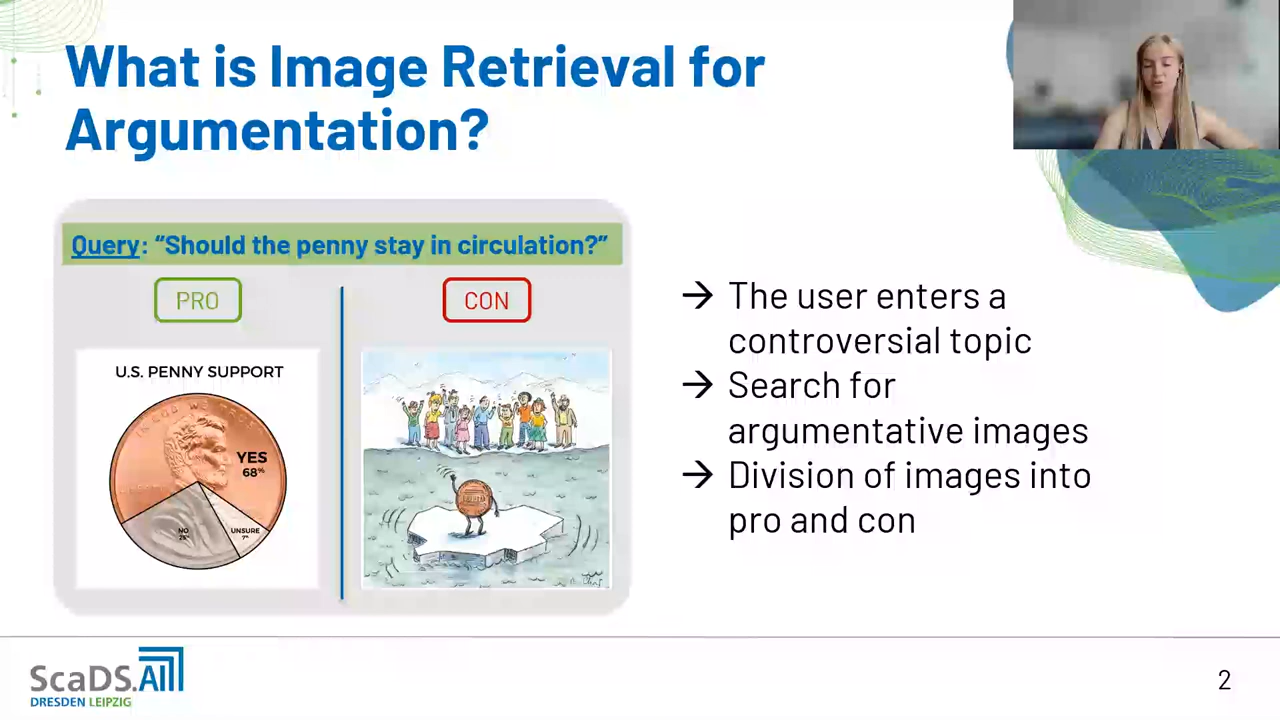 What is Image Retrieval for
Argumentation?
Query: “Should the penny stay in circulation?”
PRO
CON
U.S. PENNY SUPPORT
YES
68%
NO
UNSURE
7%
→ The user enters a
controversial topic
→ Search for
argumentative images
→ Division of images into
pro and con
ScaDS.AI
DRESDEN LEIPZIG
2